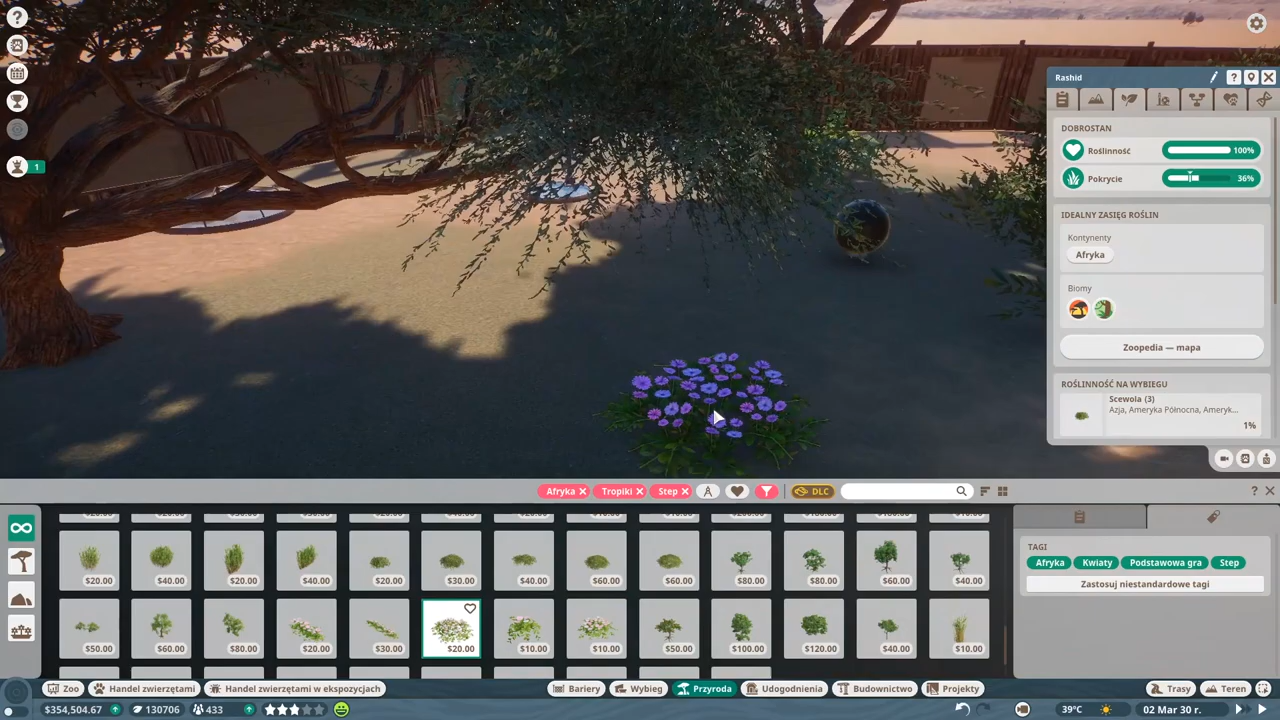 Rashid
1
DOBROSTAN
Roślinność 100%
Pokrycie 36%
IDEALNY ZASIĘG ROŚLIN
Kontynenty
Afryka
Biomy
Zoopedia — mapa
ROŚLINNOŚĆ NA WYBIEGU
Scewola (3)
Azja, Ameryka Północna, Ameryk...
1%
Afryka Tropiki Step DLC
$20.00 $40.00 $20.00 $40.00 $20.00 $30.00 $40.00 $60.00 $60.00 $80.00 $80.00 $60.00 $40.00
$50.00 $60.00 $80.00 $20.00 $30.00 $20.00 $10.00 $10.00 $50.00 $100.00 $120.00 $40.00 $10.00
TAGI
Afryka Kwiaty Podstawowa gra Step
Zastosuj niestandardowe tagi
Zoo Handel zwierzętami Handel zwierzętami w ekspozycjach Bariery Wybieg Przyroda Udogodnienia Budownictwo Projekty Trasy Teren
$354,504.67 130706 433 39°C 02 Mar 30 r.